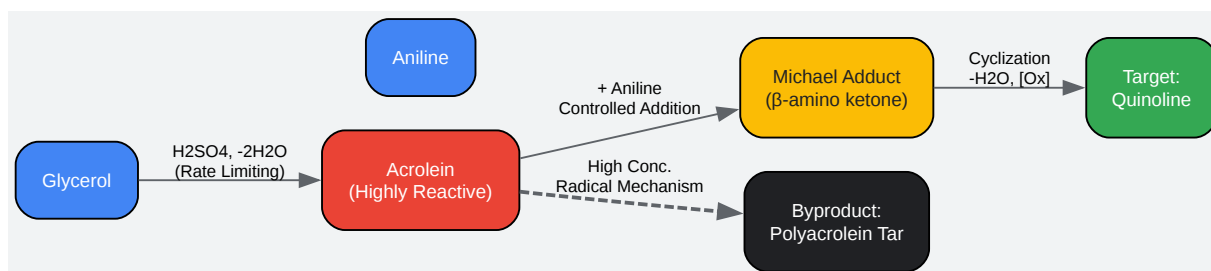 Glycerol
H2SO4, -2H2O
(Rate Limiting)
Aniline
Acrolein
(Highly Reactive)
+ Aniline
Controlled Addition
High Conc.
Radical Mechanism
Michael Adduct
(β-amino ketone)
Byproduct:
Polyacrolein Tar
Cyclization
-H2O, [Ox]
Target:
Quinoline